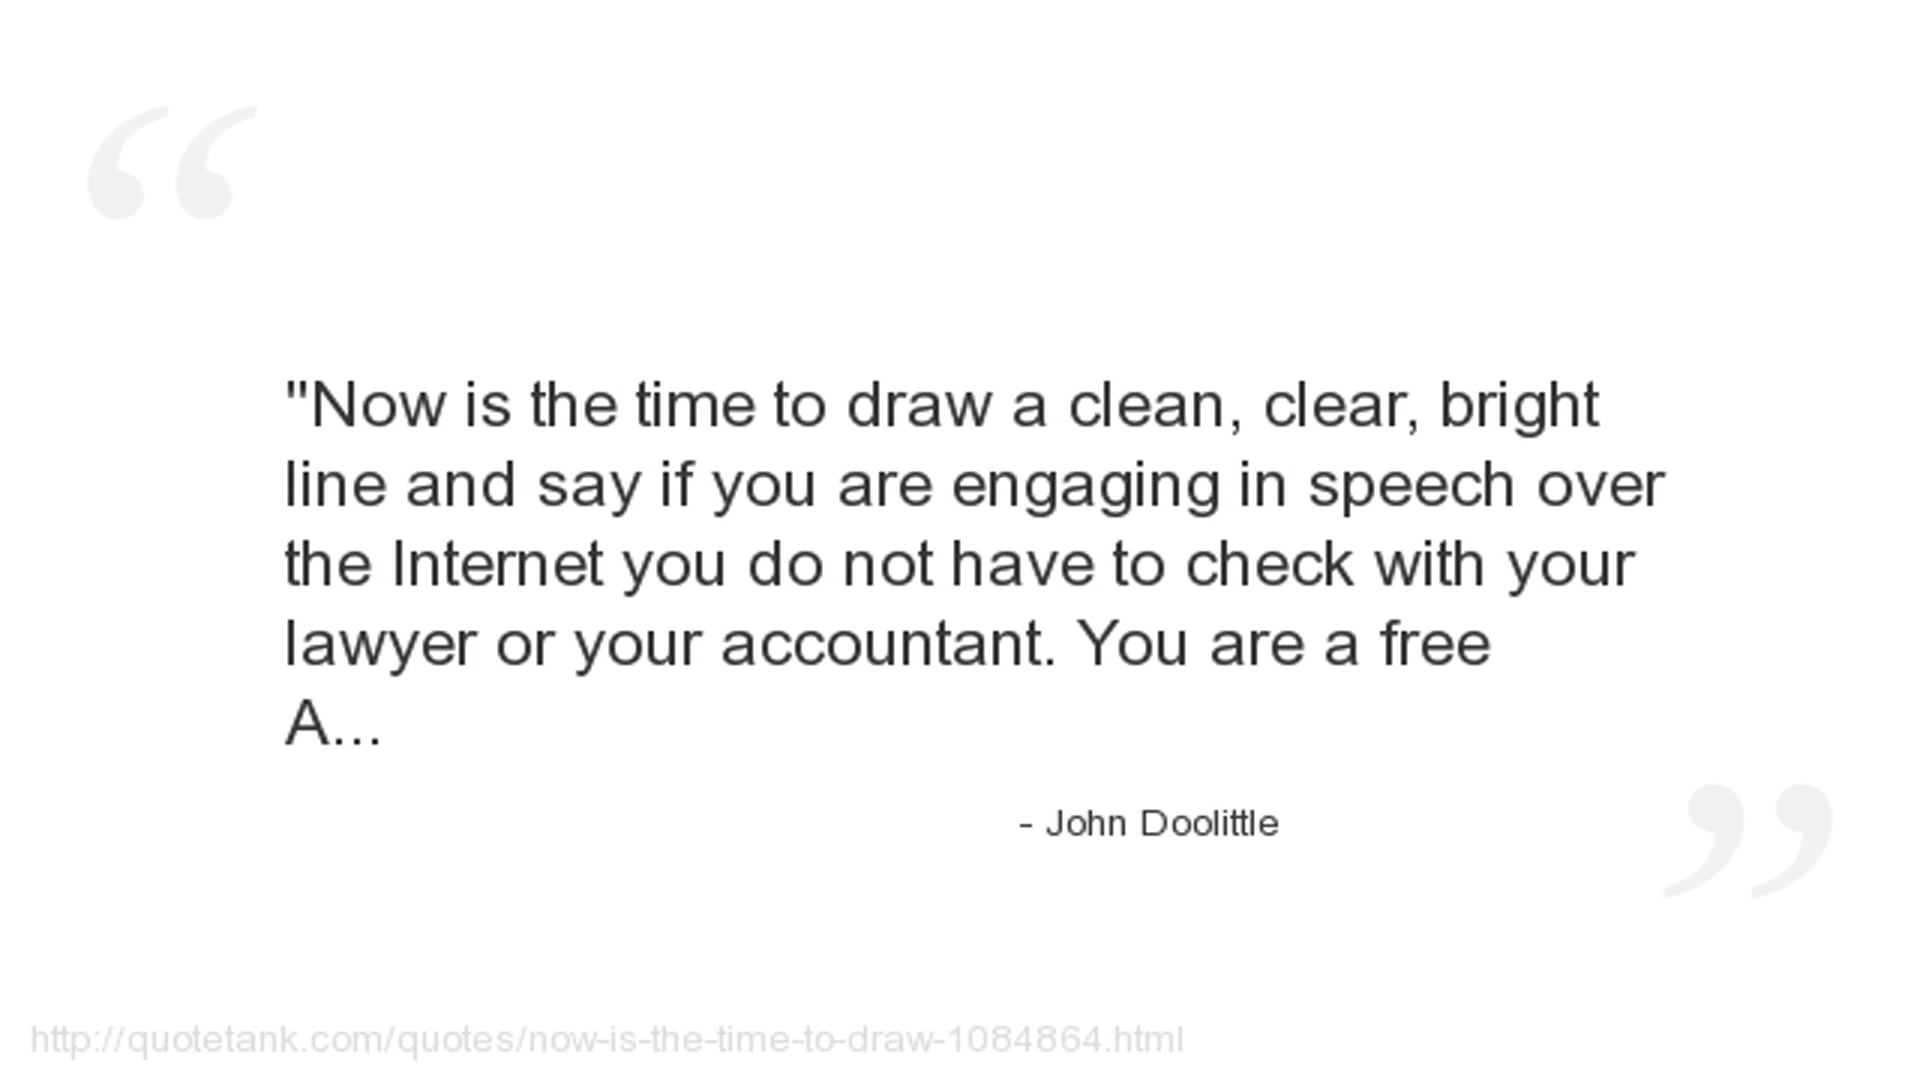 "Now is the time to draw a clean, clear, bright
line and say if you are engaging in speech over
the Internet you do not have to check with your
lawyer or your accountant. You are a free
A...
- John Doolittle
http://quotetank.com/quotes/now-is-the-time-to-draw-1084864.html